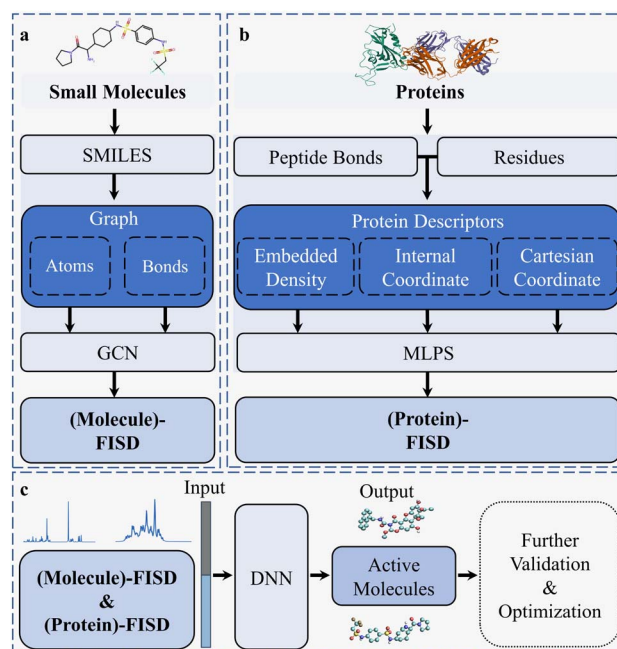 a
Small Molecules
SMILES
Graph
Atoms
Bonds
GCN
(Molecule)-
FISD
b
Proteins
Peptide Bonds
Residues
Protein Descriptors
Embedded
Density
Internal
Coordinate
Cartesian
Coordinate
MLPS
(Protein)-
FISD
c
Input
(Molecule)-FISD
&
(Protein)-FISD
DNN
Output
Active
Molecules
Further
Validation
&
Optimization